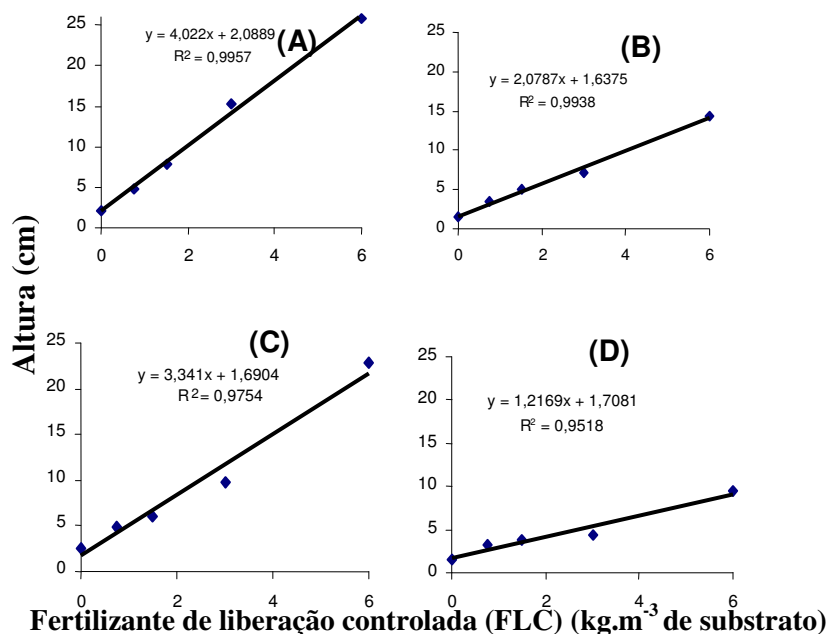 (A)
y = 4,022x + 2,0889
R² = 0,9957
25
20
15
10
5
0
0 2 4 6
(B)
y = 2,0787x + 1,6375
R² = 0,9938
25
20
15
10
5
0
0 2 4 6
Altura (cm)
(C)
y = 3,341x + 1,6904
R² = 0,9754
25
20
15
10
5
0
0 2 4 6
(D)
y = 1,2169x + 1,7081
R² = 0,9518
25
20
15
10
5
0
0 2 4 6
Fertilizante de liberação controlada (FLC) (kg.m⁻³ de substrato)